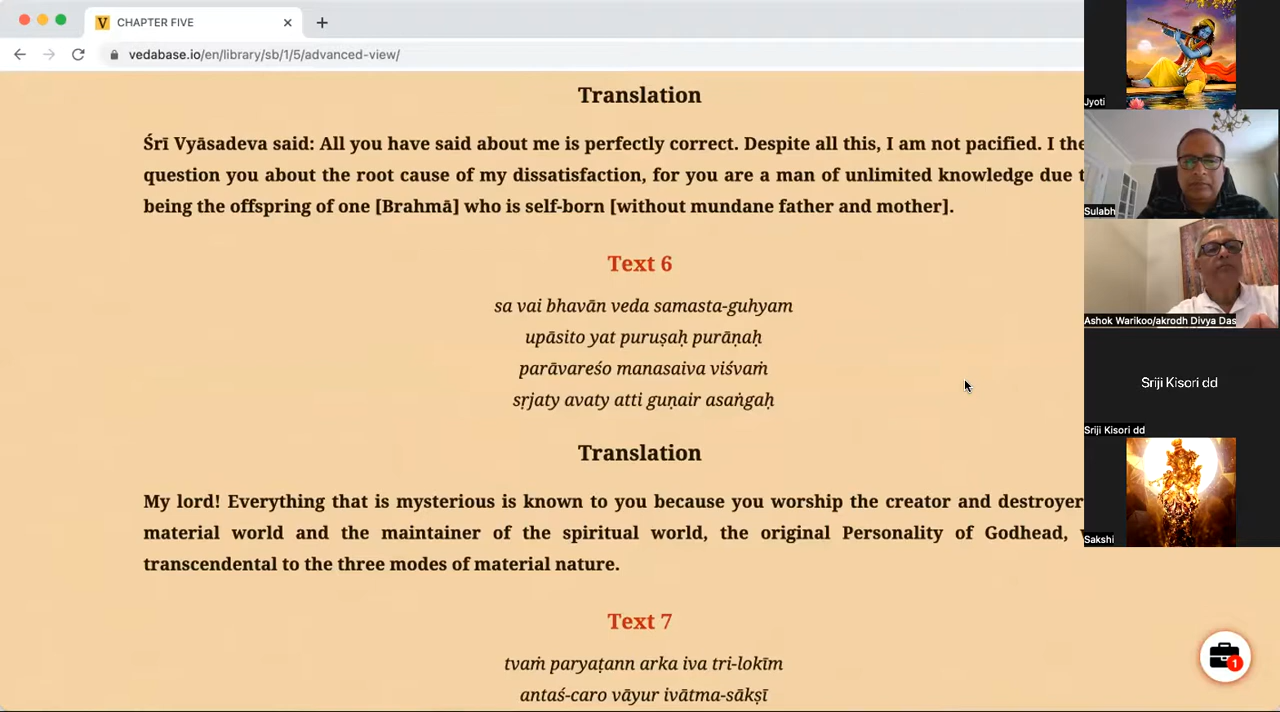 CHAPTER FIVE
vedabase.io/en/library/sb/1/5/advanced-view/
Translation
Śrī Vyāsadeva said: All you have said about me is perfectly correct. Despite all this, I am not pacified. I
question you about the root cause of my dissatisfaction, for you are a man of unlimited knowledge due
being the offspring of one [Brahmā] who is self-born [without mundane father and mother].
Text 6
sa vai bhavān veda samasta-guhyam
upāsito yat puruṣaḥ purāṇaḥ
parāvareśo manasaiva viśvaṁ
sṛjaty avaty atti guṇair asaṅgaḥ
Translation
My lord! Everything that is mysterious is known to you because you worship the creator and destroyer
material world and the maintainer of the spiritual world, the original Personality of Godhead,
transcendental to the three modes of material nature.
Text 7
tvaṁ paryaṭann arka iva tri-lokīm
antaś-caro vāyur ivātma-sākṣī
Jyoti
Sulabh
Ashok Warikoo/akrodh Divya Das
Sriji Kisori dd
Sriji Kisori dd
Sakshi
1